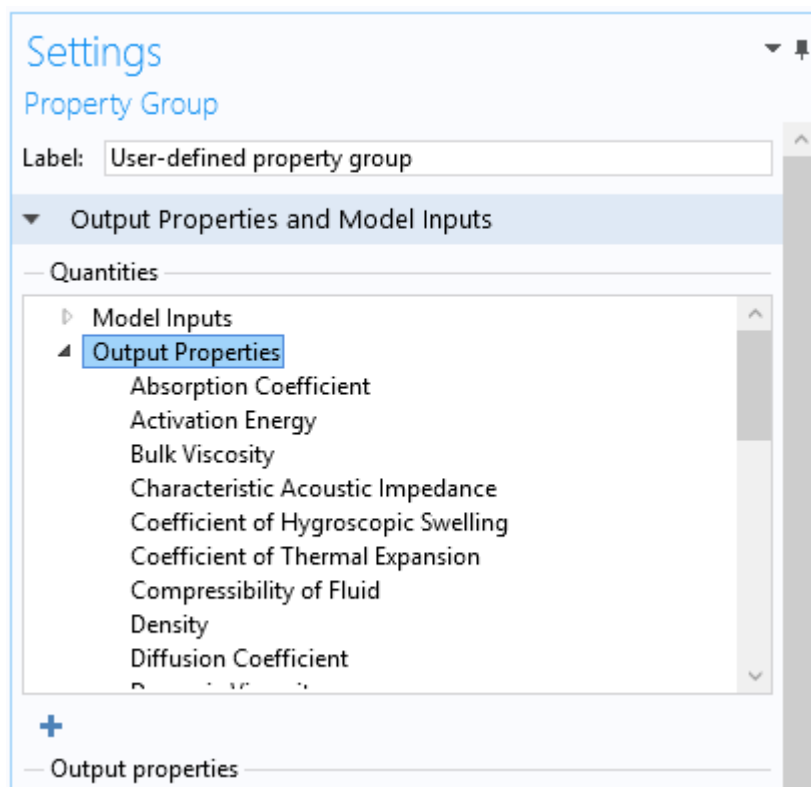 Settings
Property Group
Label: User-defined property group
Output Properties and Model Inputs
Quantities
Model Inputs
Output Properties
Absorption Coefficient
Activation Energy
Bulk Viscosity
Characteristic Acoustic Impedance
Coefficient of Hygroscopic Swelling
Coefficient of Thermal Expansion
Compressibility of Fluid
Density
Diffusion Coefficient
Output properties